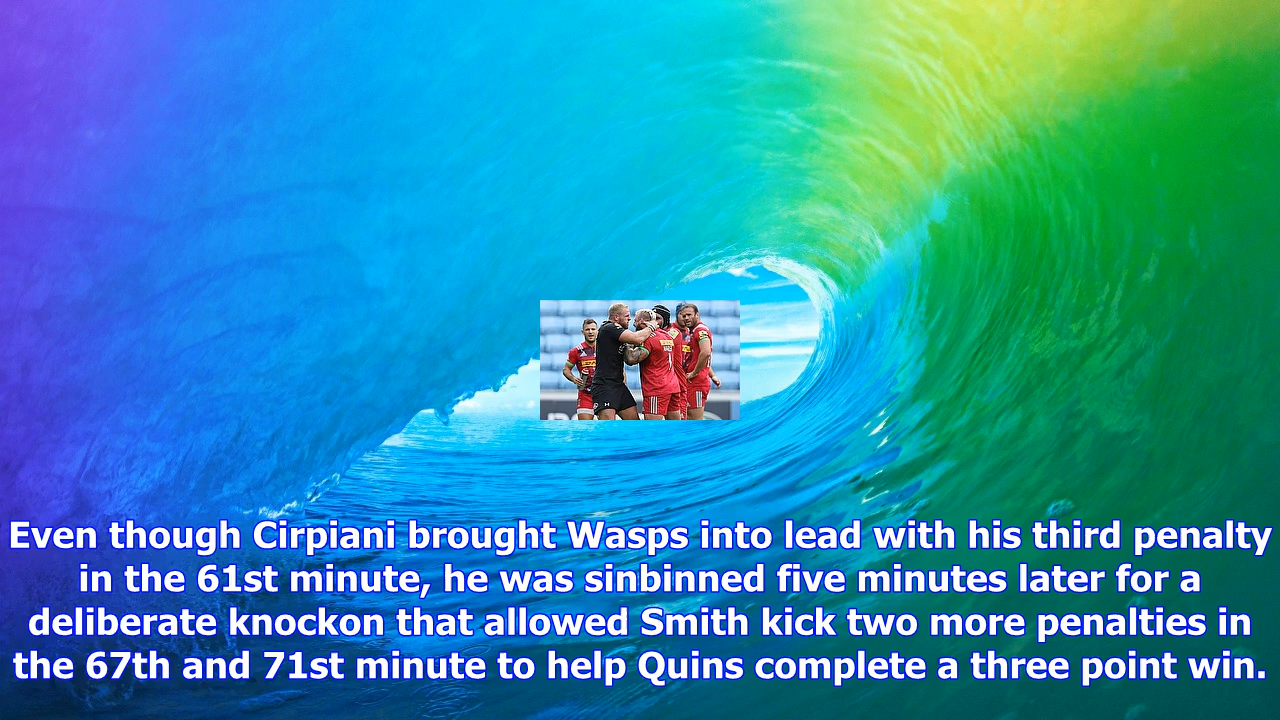 Even though Cirpiani brought Wasps into lead with his third penalty
in the 61st minute, he was sinbinned five minutes later for a
deliberate knockon that allowed Smith kick two more penalties in
the 67th and 71st minute to help Quins complete a three point win.